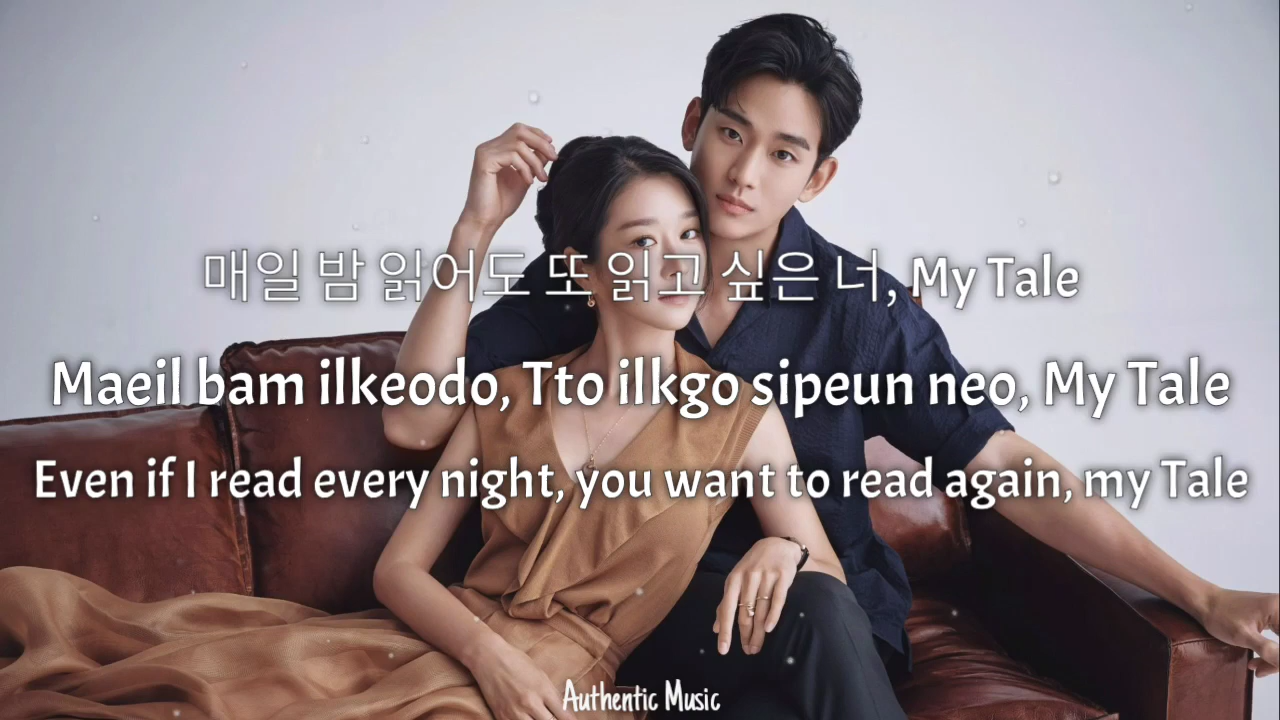 매일 밤 읽어도 또 읽고 싶은 너, My Tale
Maeil bam ilkeodo, Tto ilkgo sipeun neo, My Tale
Even if I read every night, you want to read again, my Tale
Authentic Music